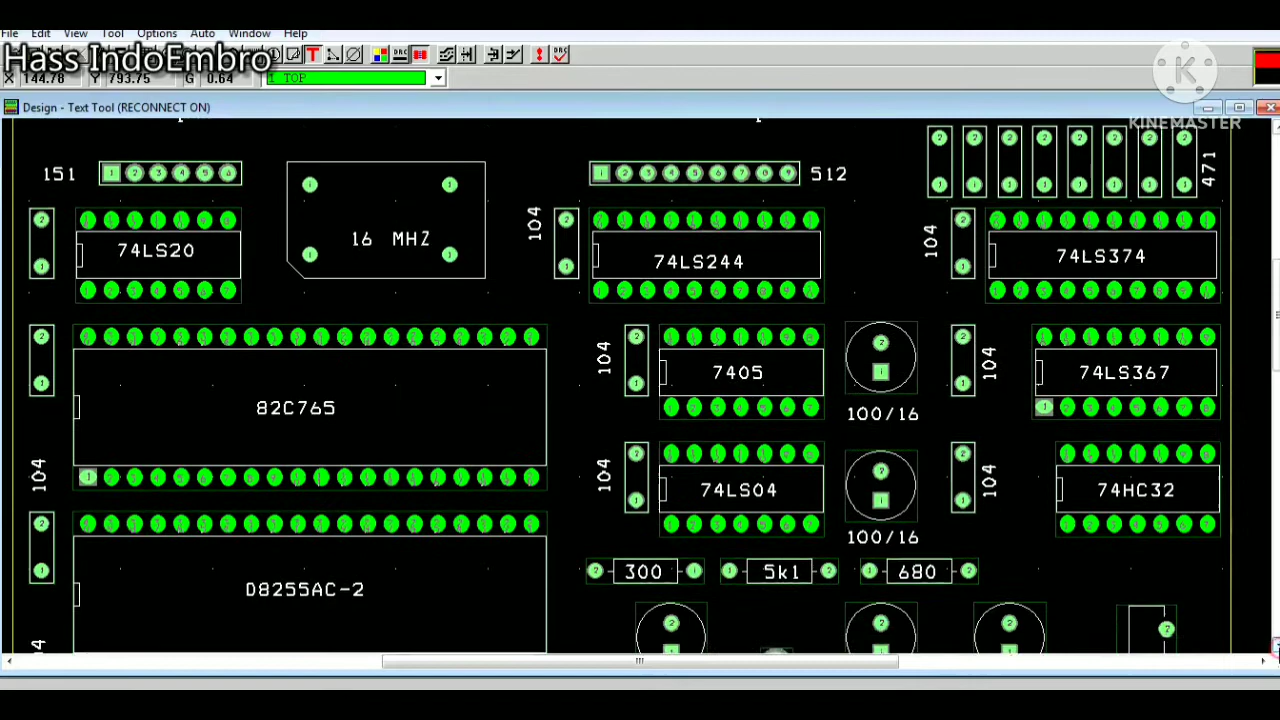 File Edit View Tool Options Auto Window Help
Hass IndoEmbro
X 144.78 Y 793.75 G 0.64 1 TOP
KINEMASTER
Design - Text Tool (RECONNECT ON)
151 512 471
16 MHZ
104 104
74LS20 74LS244 74LS374
104 7405 104 74LS367
100/16
82C765
104 104 74LS04 104 74HC32
100/16
300 5k1 680
D8255AC-2